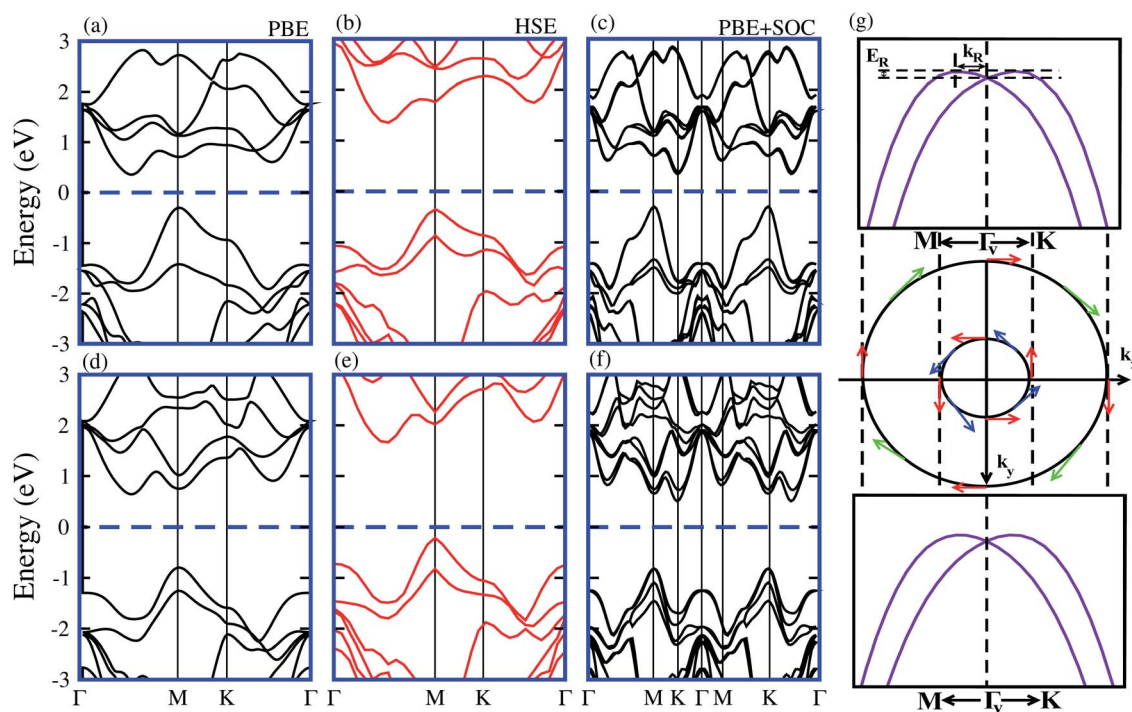 (a) PBE
(b) HSE
(c) PBE+SOC
(g)
3
2
1
0
-1
-2
-3
Energy (eV)
E_R
k_R
M Γ_v K
k_y
(d)
(e)
(f)
3
2
1
0
-1
-2
-3
Energy (eV)
Γ M K Γ
Γ M K Γ
Γ M K Γ M K Γ
M Γ_v K